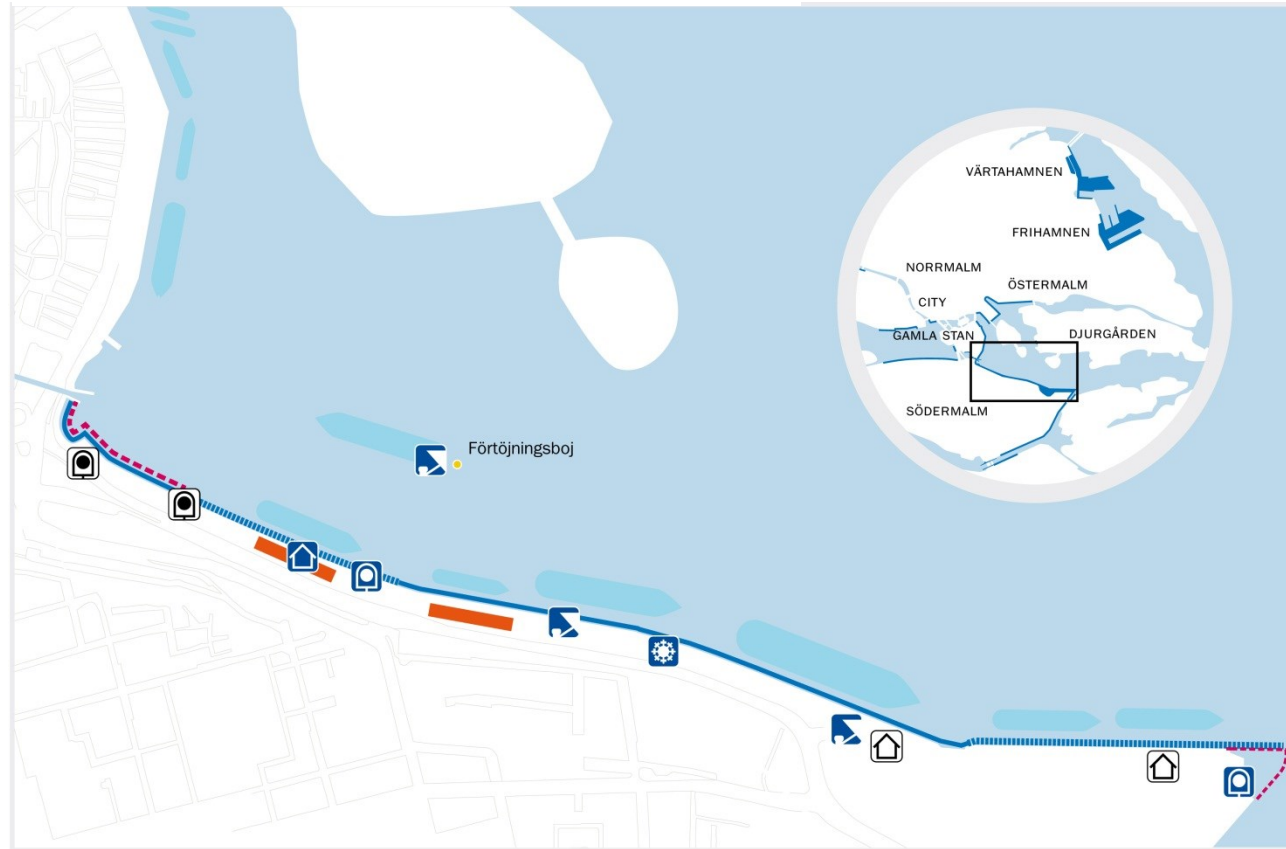 VÄRTAHAMNEN
FRIHAMNEN
NORRMALM
ÖSTERMALM
CITY
GAMLA STAN
DJURGÅRDEN
SÖDERMALM
Förtöjningsboj